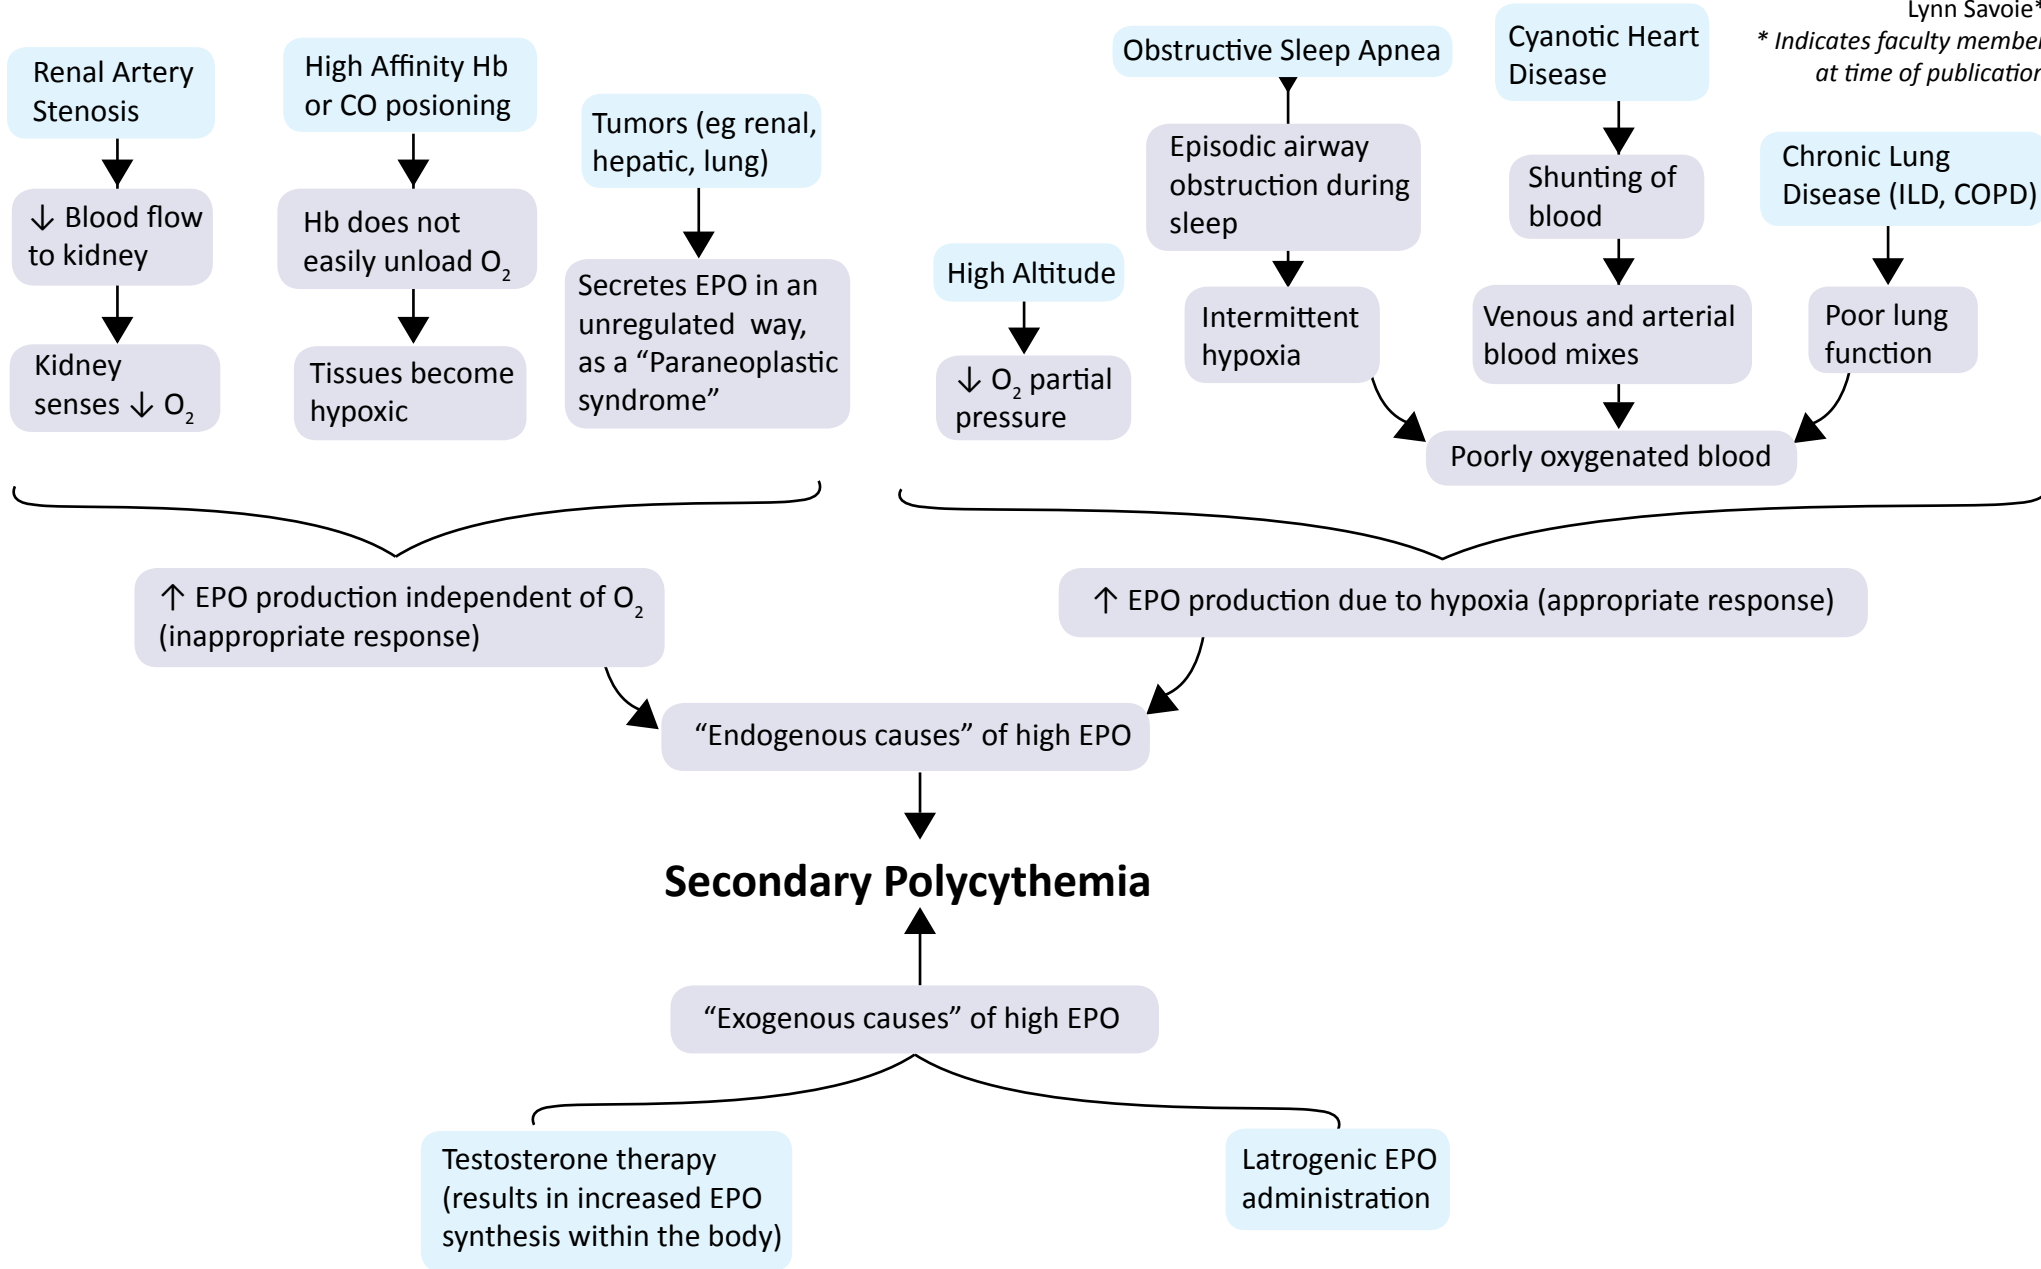 Lynn Savoie*
* Indicates faculty member
at time of publication
Renal Artery
Stenosis
↓ Blood flow
to kidney
Kidney
senses ↓ O₂
High Affinity Hb
or CO posioning
Hb does not
easily unload O₂
Tissues become
hypoxic
Tumors (eg renal,
hepatic, lung)
Secretes EPO in an
unregulated way,
as a “Paraneoplastic
syndrome”
High Altitude
↓ O₂ partial
pressure
Obstructive Sleep Apnea
Episodic airway
obstruction during
sleep
Intermittent
hypoxia
Cyanotic Heart
Disease
Shunting of
blood
Venous and arterial
blood mixes
Chronic Lung
Disease (ILD, COPD)
Poor lung
function
Poorly oxygenated blood
↑ EPO production independent of O₂
(inappropriate response)
↑ EPO production due to hypoxia (appropriate response)
“Endogenous causes” of high EPO
Secondary Polycythemia
“Exogenous causes” of high EPO
Testosterone therapy
(results in increased EPO
synthesis within the body)
Latrogenic EPO
administration